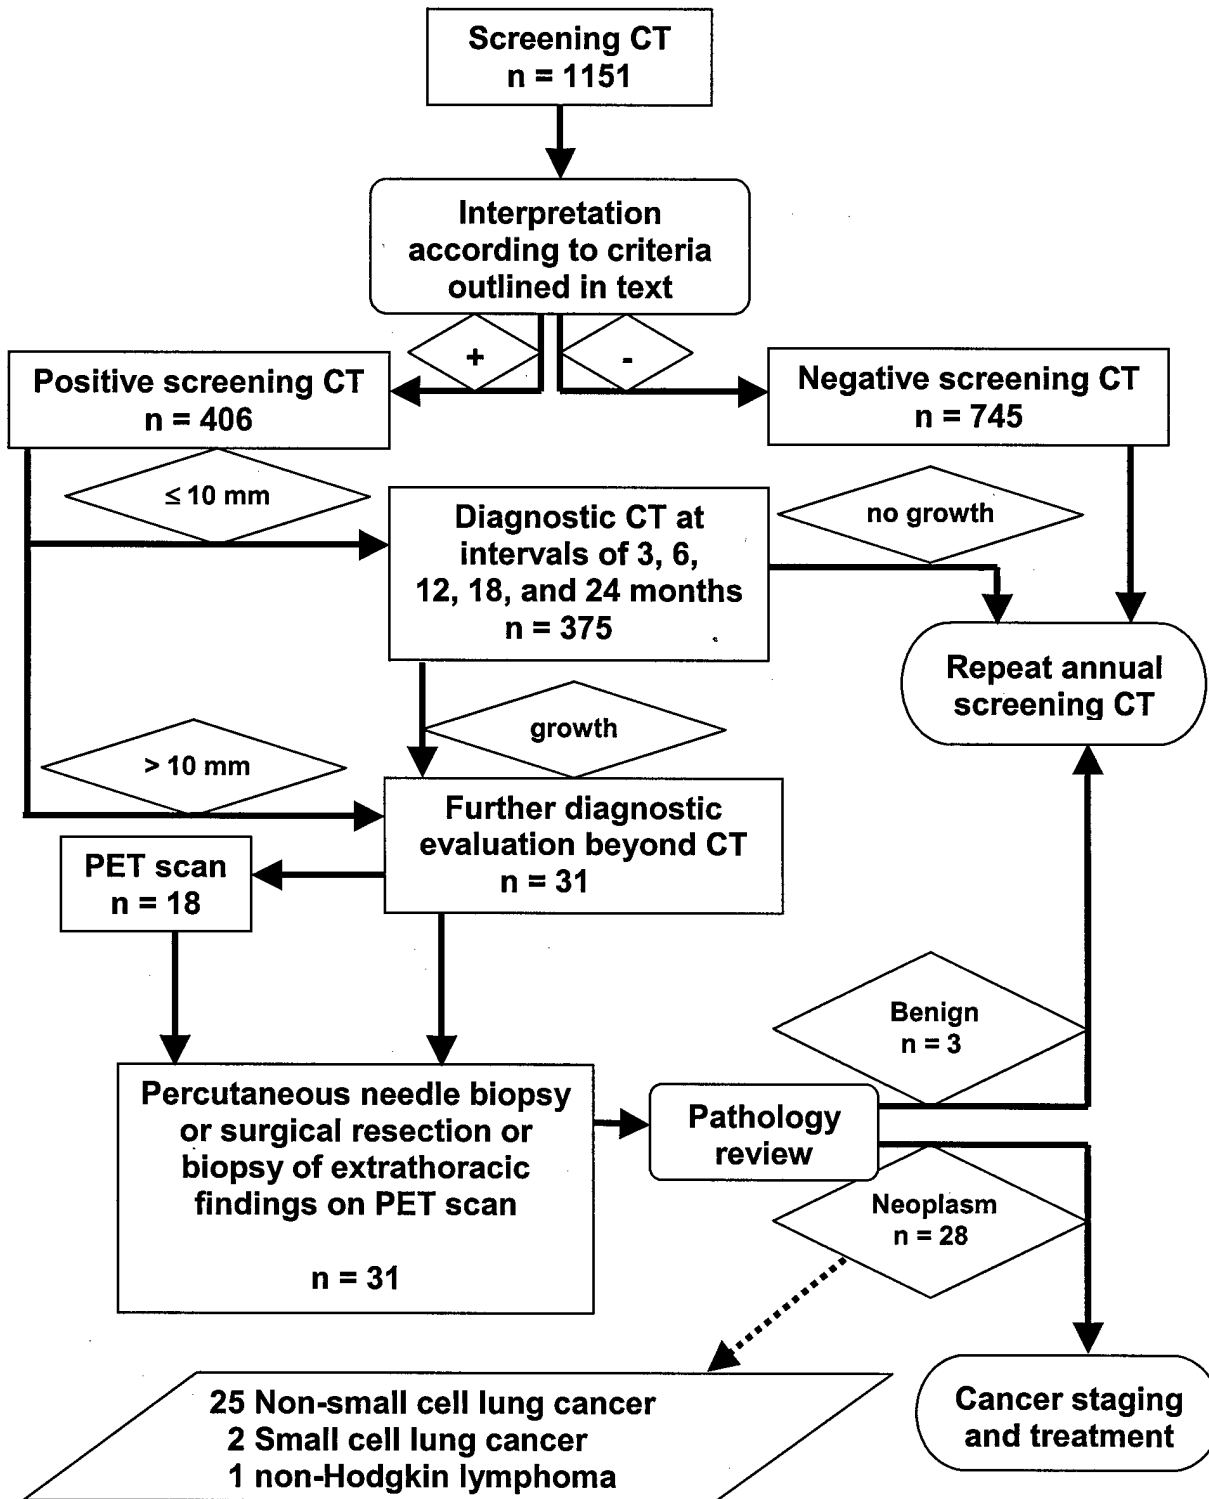 Screening CT
n = 1151
Interpretation
according to criteria
outlined in text
+
-
Positive screening CT
n = 406
Negative screening CT
n = 745
≤ 10 mm
Diagnostic CT at
intervals of 3, 6,
12, 18, and 24 months
n = 375
no growth
Repeat annual
screening CT
growth
> 10 mm
Further diagnostic
evaluation beyond CT
n = 31
PET scan
n = 18
Benign
n = 3
Percutaneous needle biopsy
or surgical resection or
biopsy of extrathoracic
findings on PET scan
n = 31
Pathology
review
Neoplasm
n = 28
25 Non-small cell lung cancer
2 Small cell lung cancer
1 non-Hodgkin lymphoma
Cancer staging
and treatment